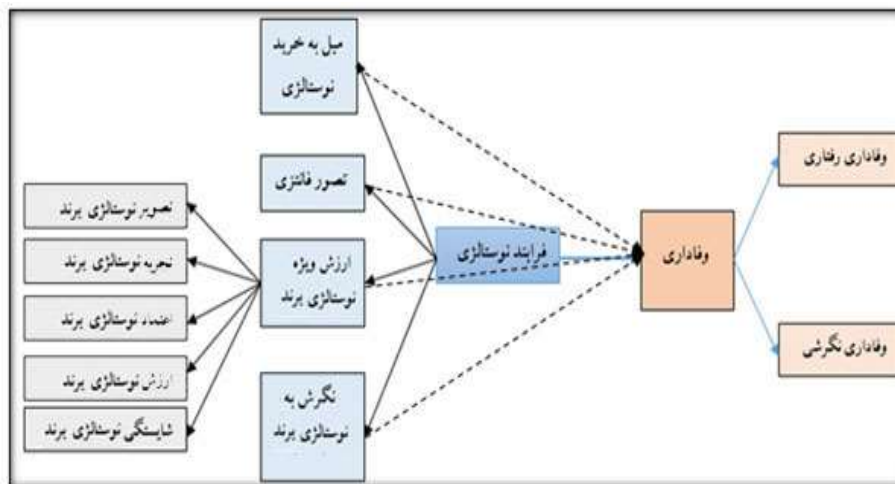 میل به خرید
نوستالژی
تصور فانتزی
ارزش ویژه
نوستالژی برند
نگرش به
نوستالژی برند
فرایند نوستالژی
وفاداری
وفاداری رفتاری
وفاداری نگرشی
تصویر نوستالژی برند
تجربه نوستالژی برند
اعتماد نوستالژی برند
ارزش نوستالژی برند
شایستگی نوستالژی برند